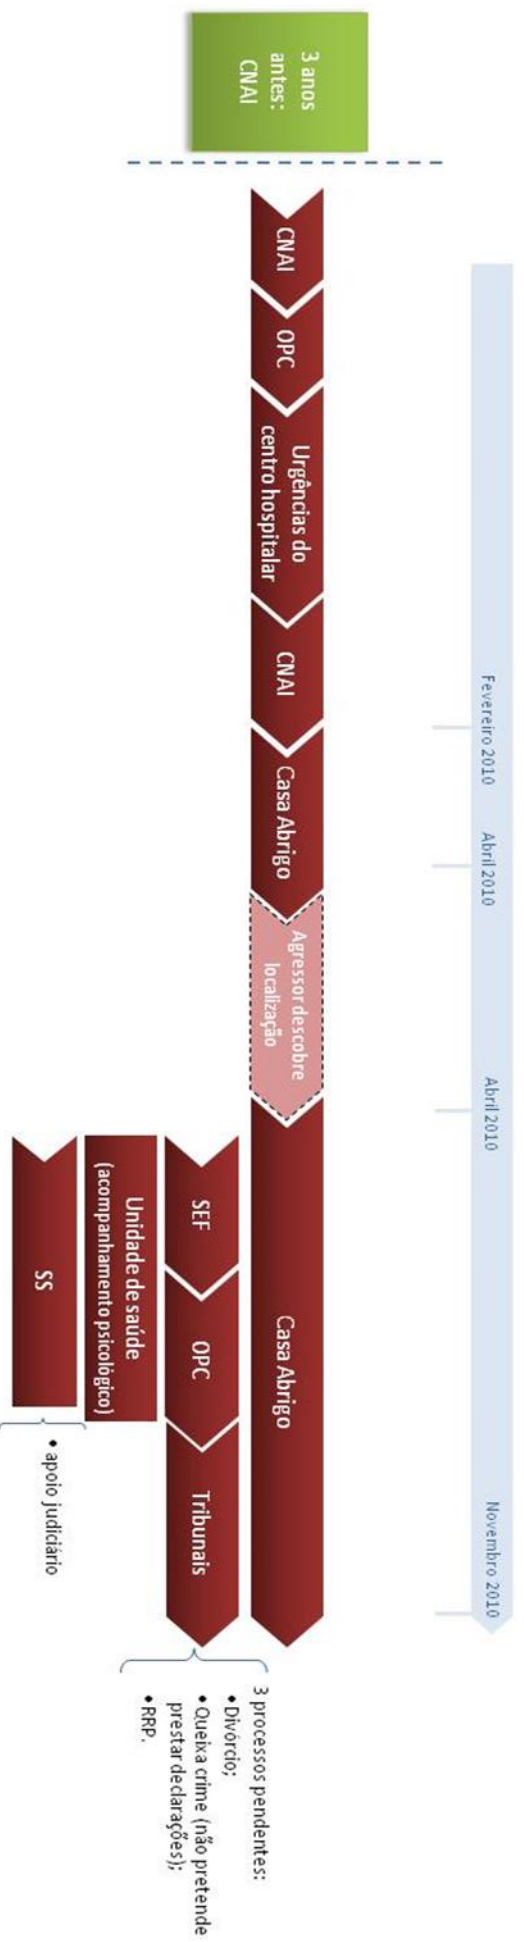 3 anos
antes:
CNAI
Fevereiro 2010
Abril 2010
Abril 2010
Novembro 2010
CNAI
OPC
Urgências do
centro hospitalar
CNAI
Casa Abrigo
Agressor descobre
localização
Casa Abrigo
SEF
OPC
Tribunais
Unidade de saúde
(acompanhamento psicológico)
SS
• apoio judiciário
3 processos pendentes:
• Divórcio;
• Queixa crime (não pretende
prestar declarações);
• RRP.